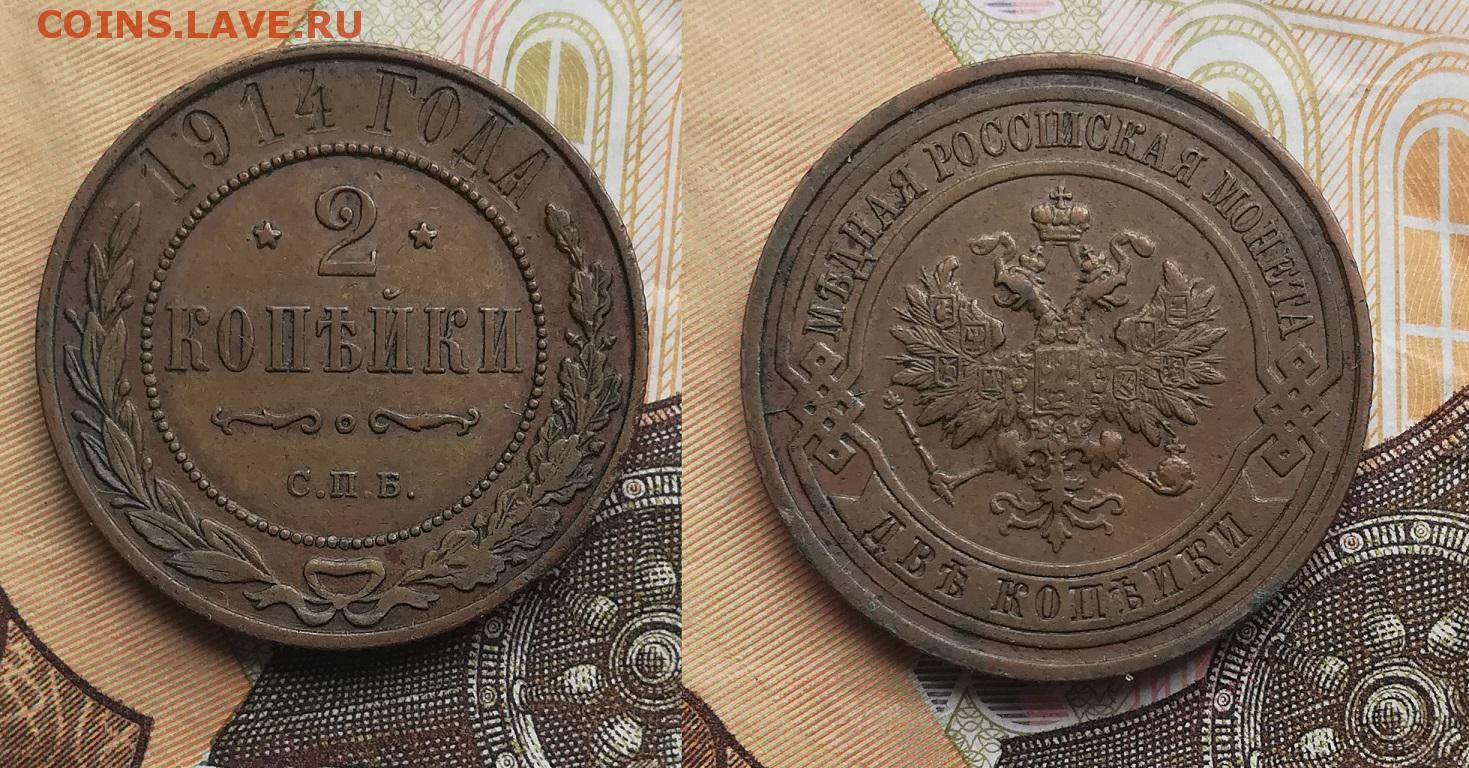 COINS.LAVE.RU
1914 ГОДА
2
КОПѢЙКИ
С.П.Б.
МѢДНАЯ РОССІЙСКАЯ МОНЕТА
ДВѢ КОПѢЙКИ